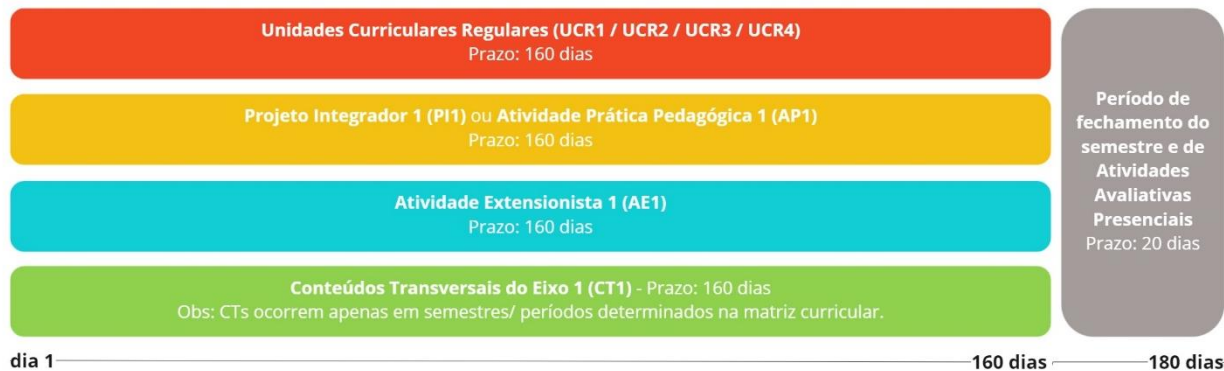 Unidades Curriculares Regulares (UCR1 / UCR2 / UCR3 / UCR4)
Prazo: 160 dias
Projeto Integrador 1 (PI1) ou Atividade Prática Pedagógica 1 (AP1)
Prazo: 160 dias
Atividade Extensionista 1 (AE1)
Prazo: 160 dias
Conteúdos Transversais do Eixo 1 (CT1) - Prazo: 160 dias
Obs: CTs ocorrem apenas em semestres/ períodos determinados na matriz curricular.
Período de
fechamento do
semestre e de
Atividades
Avaliativas
Presenciais
Prazo: 20 dias
dia 1
160 dias
180 dias